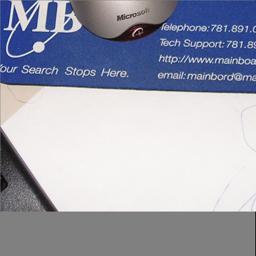 MB
Microsoft
Telephone: 781.891.
Tech Support: 781.89
http://www.mainboa
email: mainbord@ma
Your Search Stops Here.